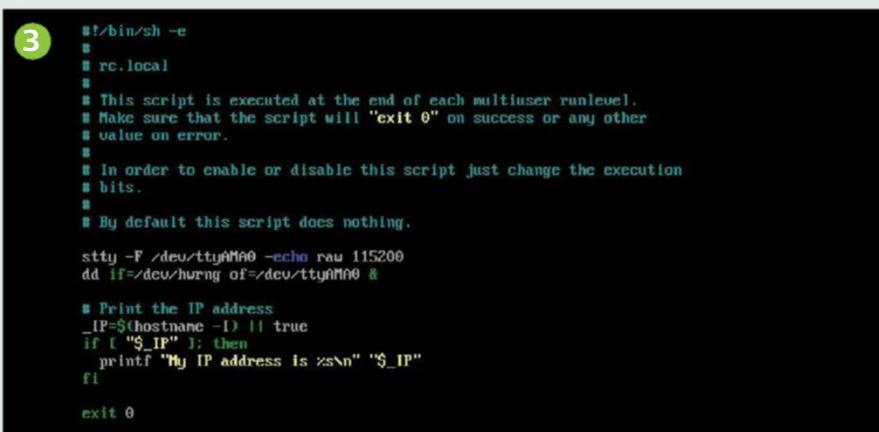 3
#!/bin/sh -e
#
# rc.local
#
# This script is executed at the end of each multiuser runlevel.
# Make sure that the script will "exit 0" on success or any other
# value on error.
#
# In order to enable or disable this script just change the execution
# bits.
#
# By default this script does nothing.
stty -F /dev/ttyAMA0 -echo raw 115200
dd if=/dev/hwrng of=/dev/ttyAMA0 &
# Print the IP address
_IP=$(hostname -I) || true
if [ "$_IP" ]; then
printf "My IP address is %s\n" "$_IP"
fi
exit 0